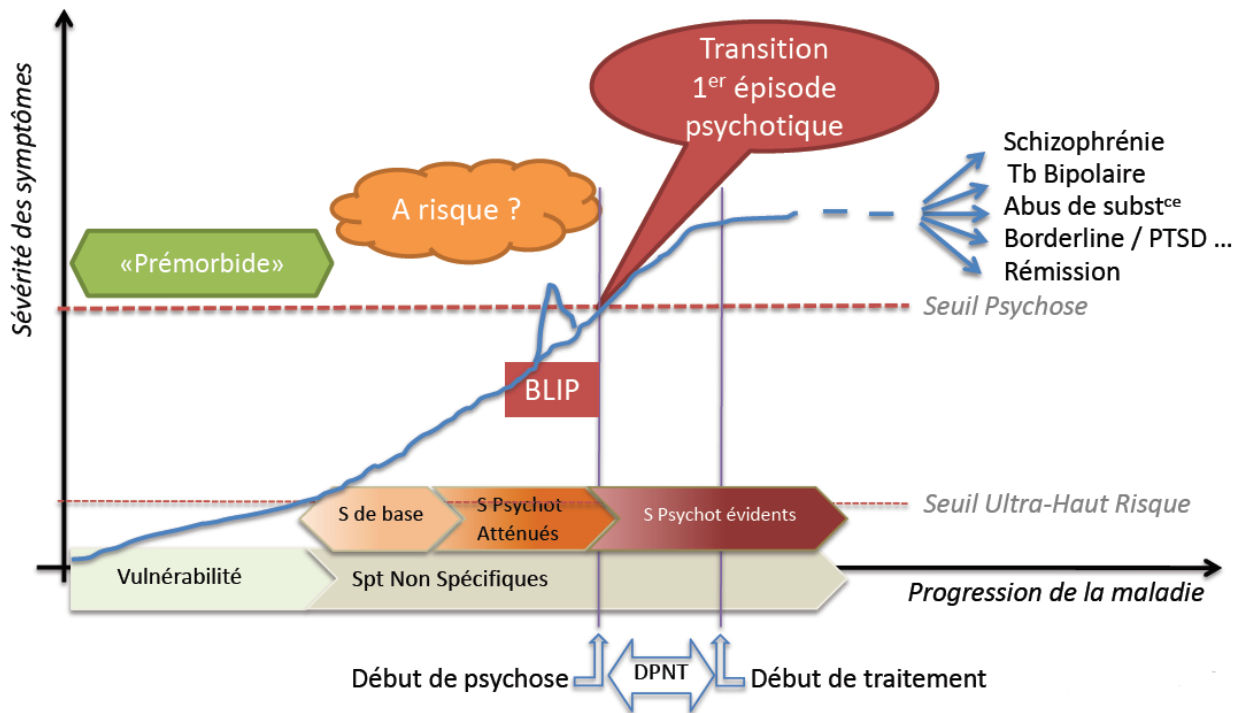 Sévérité des symptômes
Transition
1er épisode
psychotique
A risque ?
«Prémorbide»
Schizophrénie
Tb Bipolaire
Abus de substce
Borderline / PTSD ...
Rémission
Seuil Psychose
BLIP
Seuil Ultra-Haut Risque
S de base
S Psychot
Atténués
S Psychot évidents
Vulnérabilité
Spt Non Spécifiques
Progression de la maladie
Début de psychose
DPNT
Début de traitement